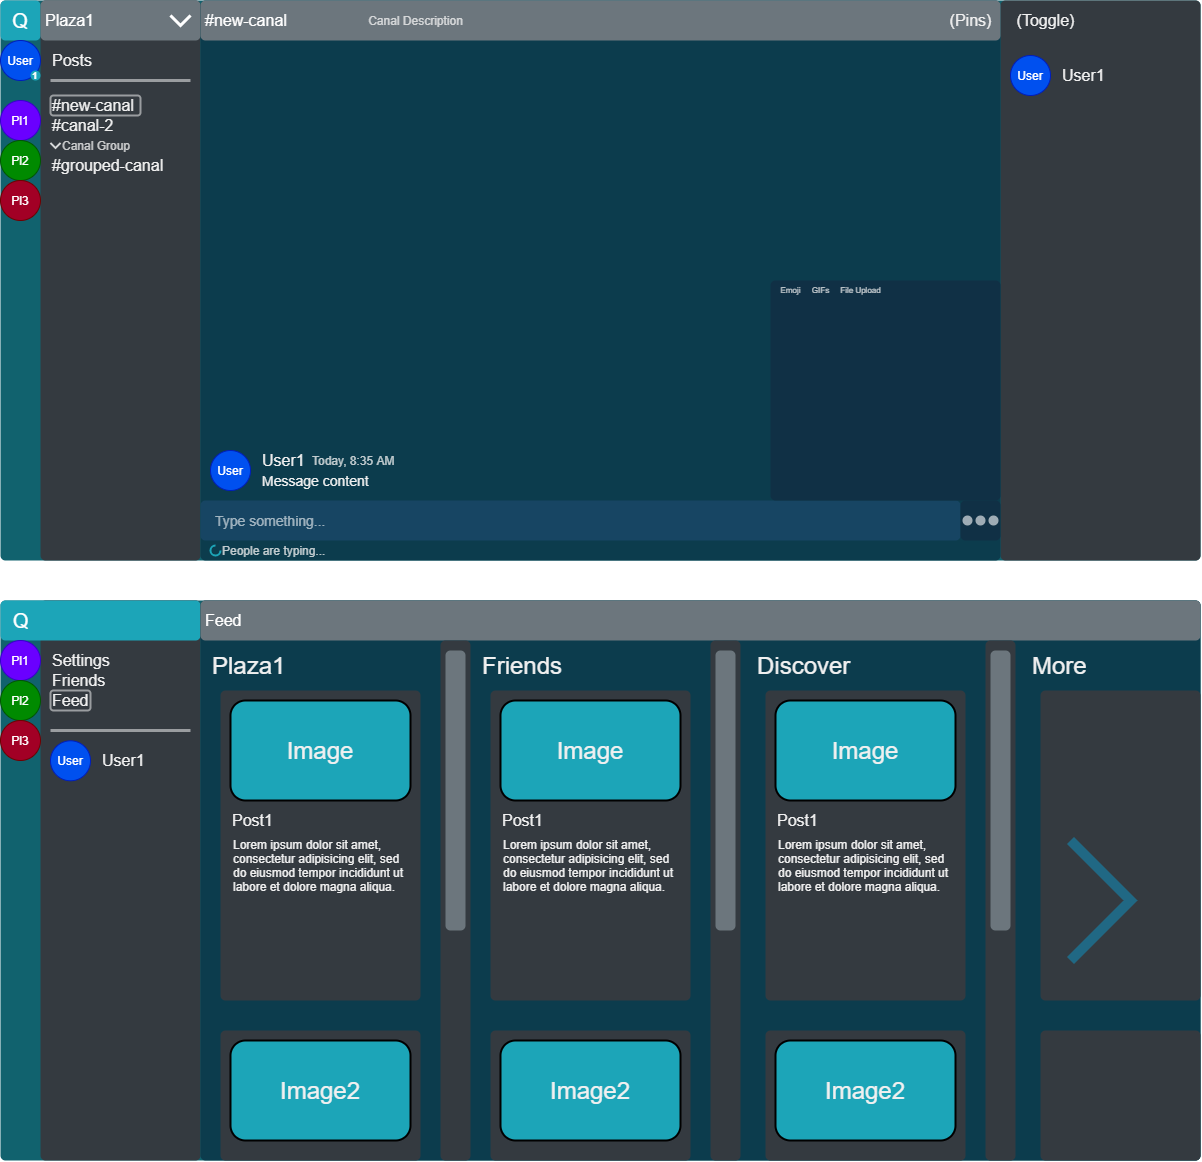 Q
Plaza1
#new-canal
Canal Description
(Pins)
(Toggle)
User
1
Posts
User
User1
Pl1
Pl2
Pl3
#new-canal
#canal-2
Canal Group
#grouped-canal
Emoji
GIFs
File Upload
User
User1
Today, 8:35 AM
Message content
Type something...
People are typing...
Q
Feed
Pl1
Pl2
Pl3
Settings
Friends
Feed
User
User1
Plaza1
Image
Post1
Lorem ipsum dolor sit amet,
consectetur adipisicing elit, sed
do eiusmod tempor incididunt ut
labore et dolore magna aliqua.
Image2
Friends
Image
Post1
Lorem ipsum dolor sit amet,
consectetur adipisicing elit, sed
do eiusmod tempor incididunt ut
labore et dolore magna aliqua.
Image2
Discover
Image
Post1
Lorem ipsum dolor sit amet,
consectetur adipisicing elit, sed
do eiusmod tempor incididunt ut
labore et dolore magna aliqua.
Image2
More